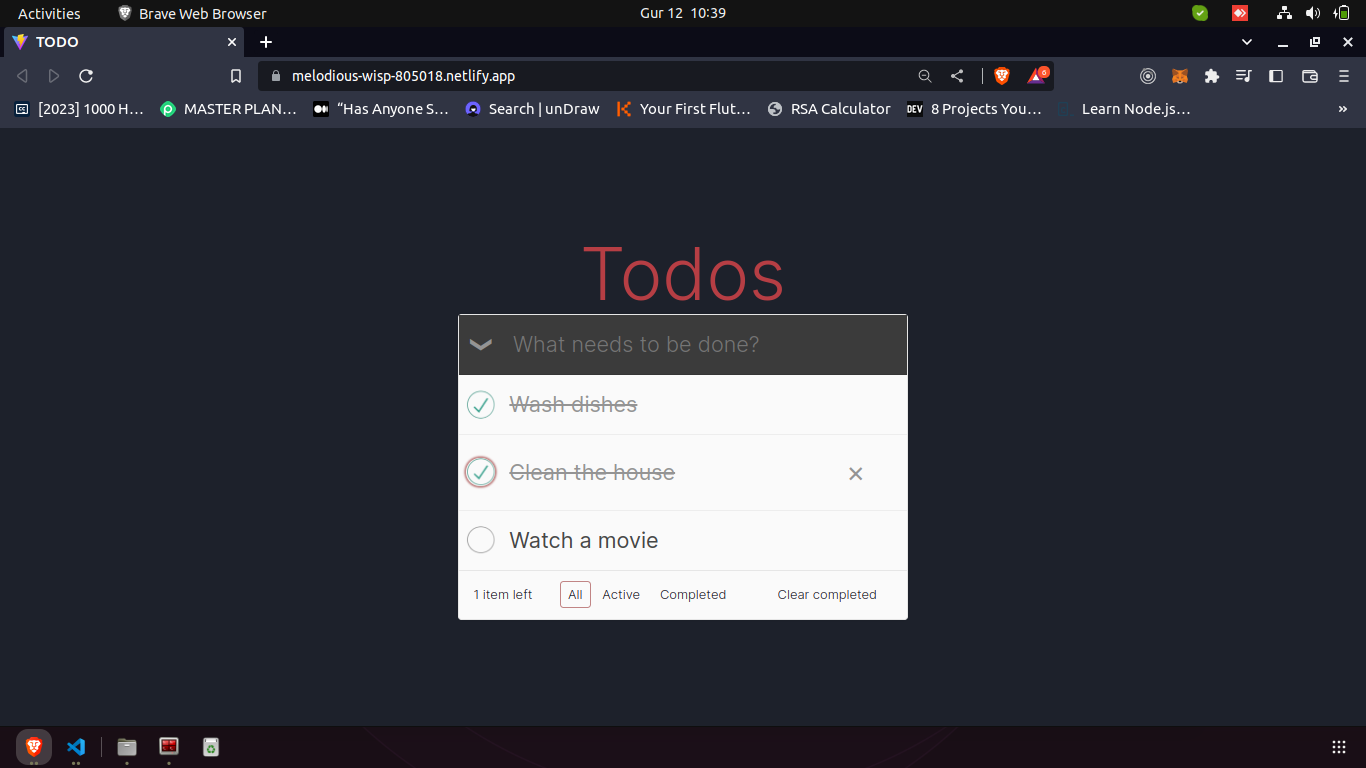 Activities
Brave Web Browser
Gur 12 10:39
TODO
melodious-wisp-805018.netlify.app
6
[2023] 1000 H…
MASTER PLAN…
“Has Anyone S…
Search | unDraw
Your First Flut…
RSA Calculator
DEV
8 Projects You…
Learn Node.js…
Todos
What needs to be done?
Wash dishes
Clean the house
Watch a movie
1 item left
All
Active
Completed
Clear completed